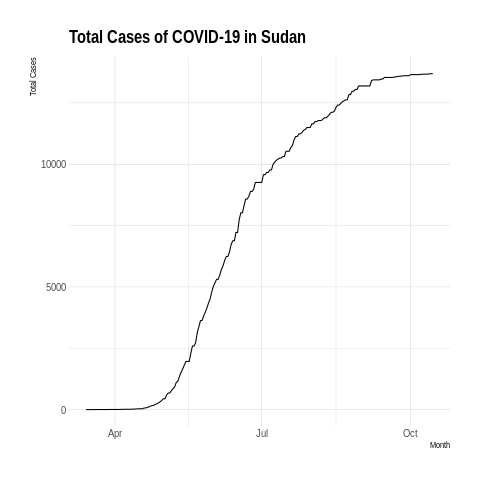 Total Cases of COVID-19 in Sudan
Total Cases
10000
5000
0
Apr
Jul
Oct
Month